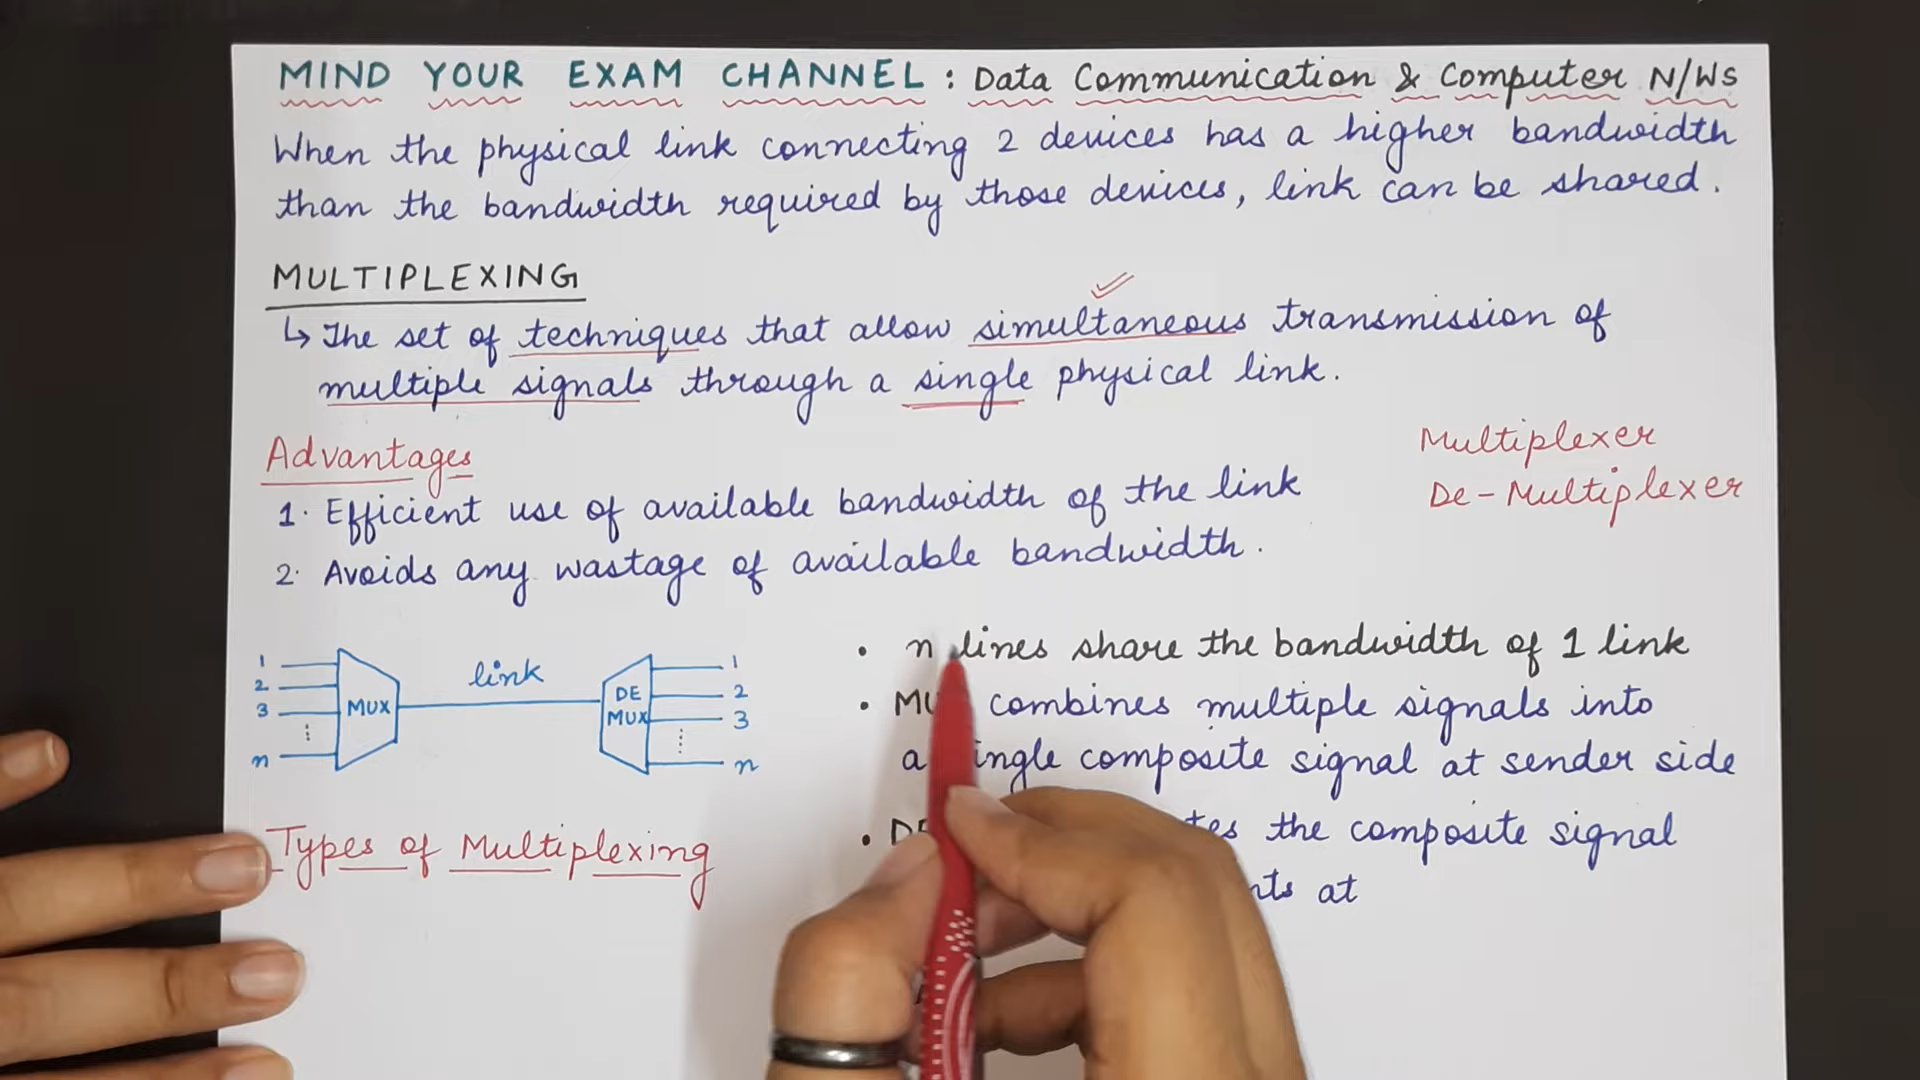 MIND YOUR EXAM CHANNEL : Data Communication & Computer N/Ws
When the physical link connecting 2 devices has a higher bandwidth
than the bandwidth required by those devices, link can be shared.
MULTIPLEXING
↳ The set of techniques that allow simultaneous transmission of
multiple signals through a single physical link.
Advantages
1. Efficient use of available bandwidth of the link
2. Avoids any wastage of available bandwidth.
Multiplexer
De-Multiplexer
1
2
3
n
MUX
link
DE
MUX
1
2
3
n
• n lines share the bandwidth of 1 link
• combines multiple signals into
a composite signal at sender side
• the composite signal
at
Types of Multiplexing